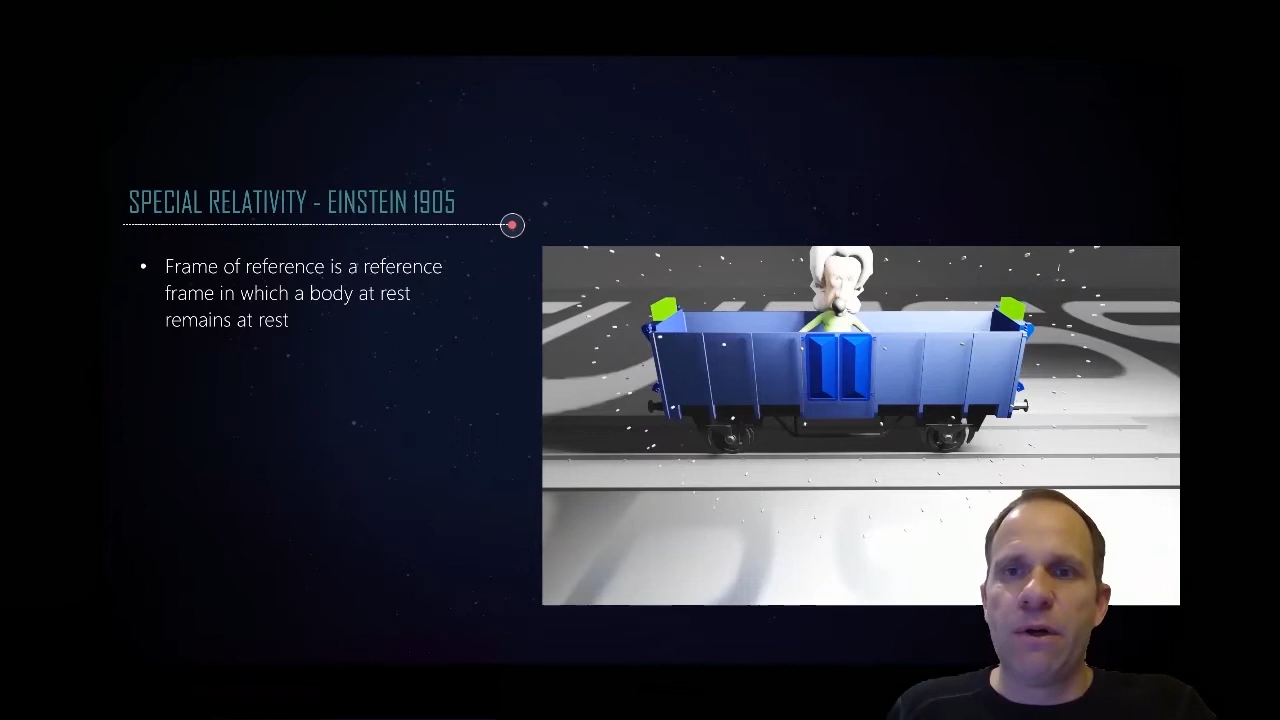 SPECIAL RELATIVITY - EINSTEIN 1905
• Frame of reference is a reference
frame in which a body at rest
remains at rest